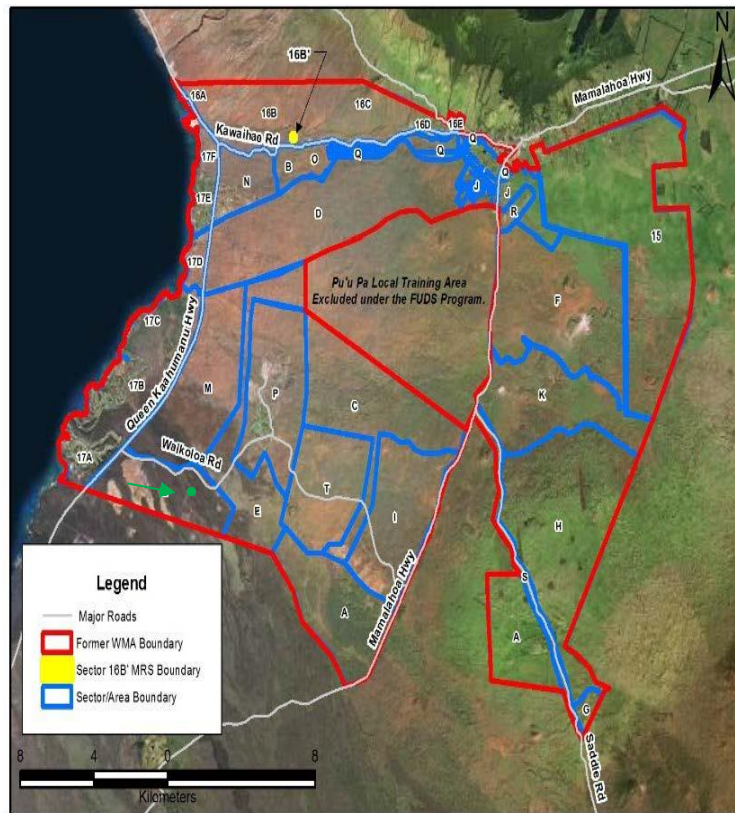 16B'
N
Mamalahoa Hwy
16A
16B
16C
16D
16E
Kawaihae Rd
Q
Q
Q
Q
17F
B
O
N
J
J
R
15
17E
D
17D
Pu'u Pa Local Training Area
Excluded under the FUDS Program.
F
17C
Queen Kaahumanu Hwy
17B
M
P
C
K
Waikoloa Rd
17A
E
T
I
H
Mamalahoa Hwy
S
A
A
G
Saddle Rd
Legend
Major Roads
Former WMA Boundary
Sector 16B' MRS Boundary
Sector/Area Boundary
8 4 0 8
Kilometers